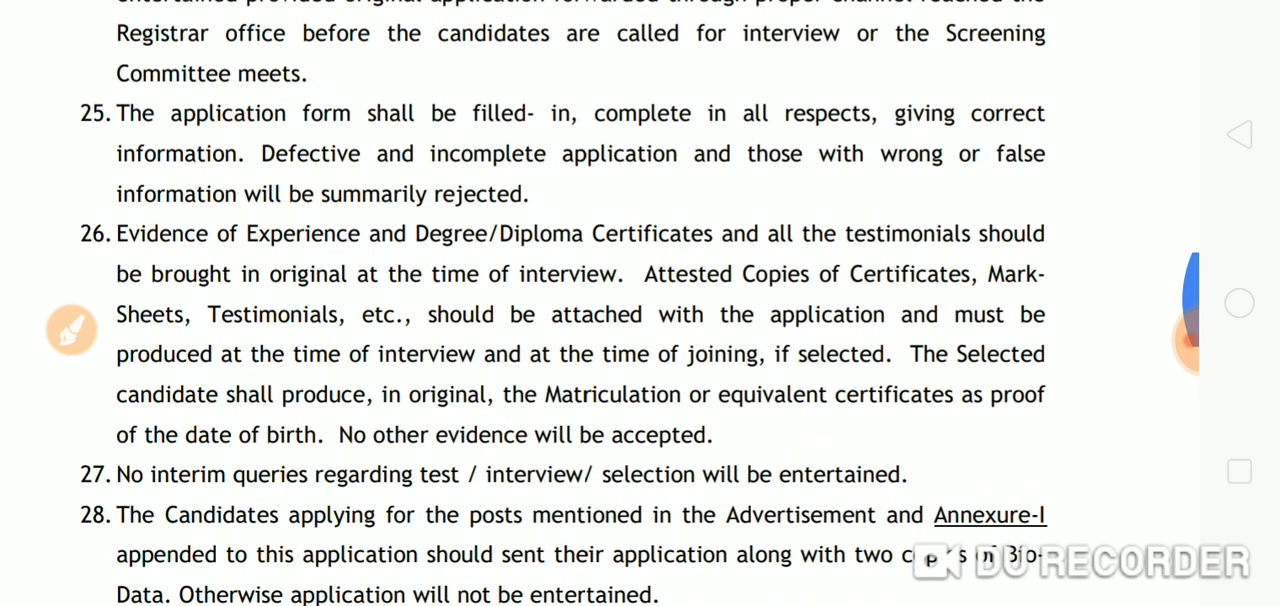 Registrar office before the candidates are called for interview or the Screening
Committee meets.
25. The application form shall be filled- in, complete in all respects, giving correct
information. Defective and incomplete application and those with wrong or false
information will be summarily rejected.
26. Evidence of Experience and Degree/Diploma Certificates and all the testimonials should
be brought in original at the time of interview. Attested Copies of Certificates, Mark-
Sheets, Testimonials, etc., should be attached with the application and must be
produced at the time of interview and at the time of joining, if selected. The Selected
candidate shall produce, in original, the Matriculation or equivalent certificates as proof
of the date of birth. No other evidence will be accepted.
27. No interim queries regarding test / interview/ selection will be entertained.
28. The Candidates applying for the posts mentioned in the Advertisement and Annexure-I
appended to this application should sent their application along with two copies of Bio-
Data. Otherwise application will not be entertained.
DU RECORDER